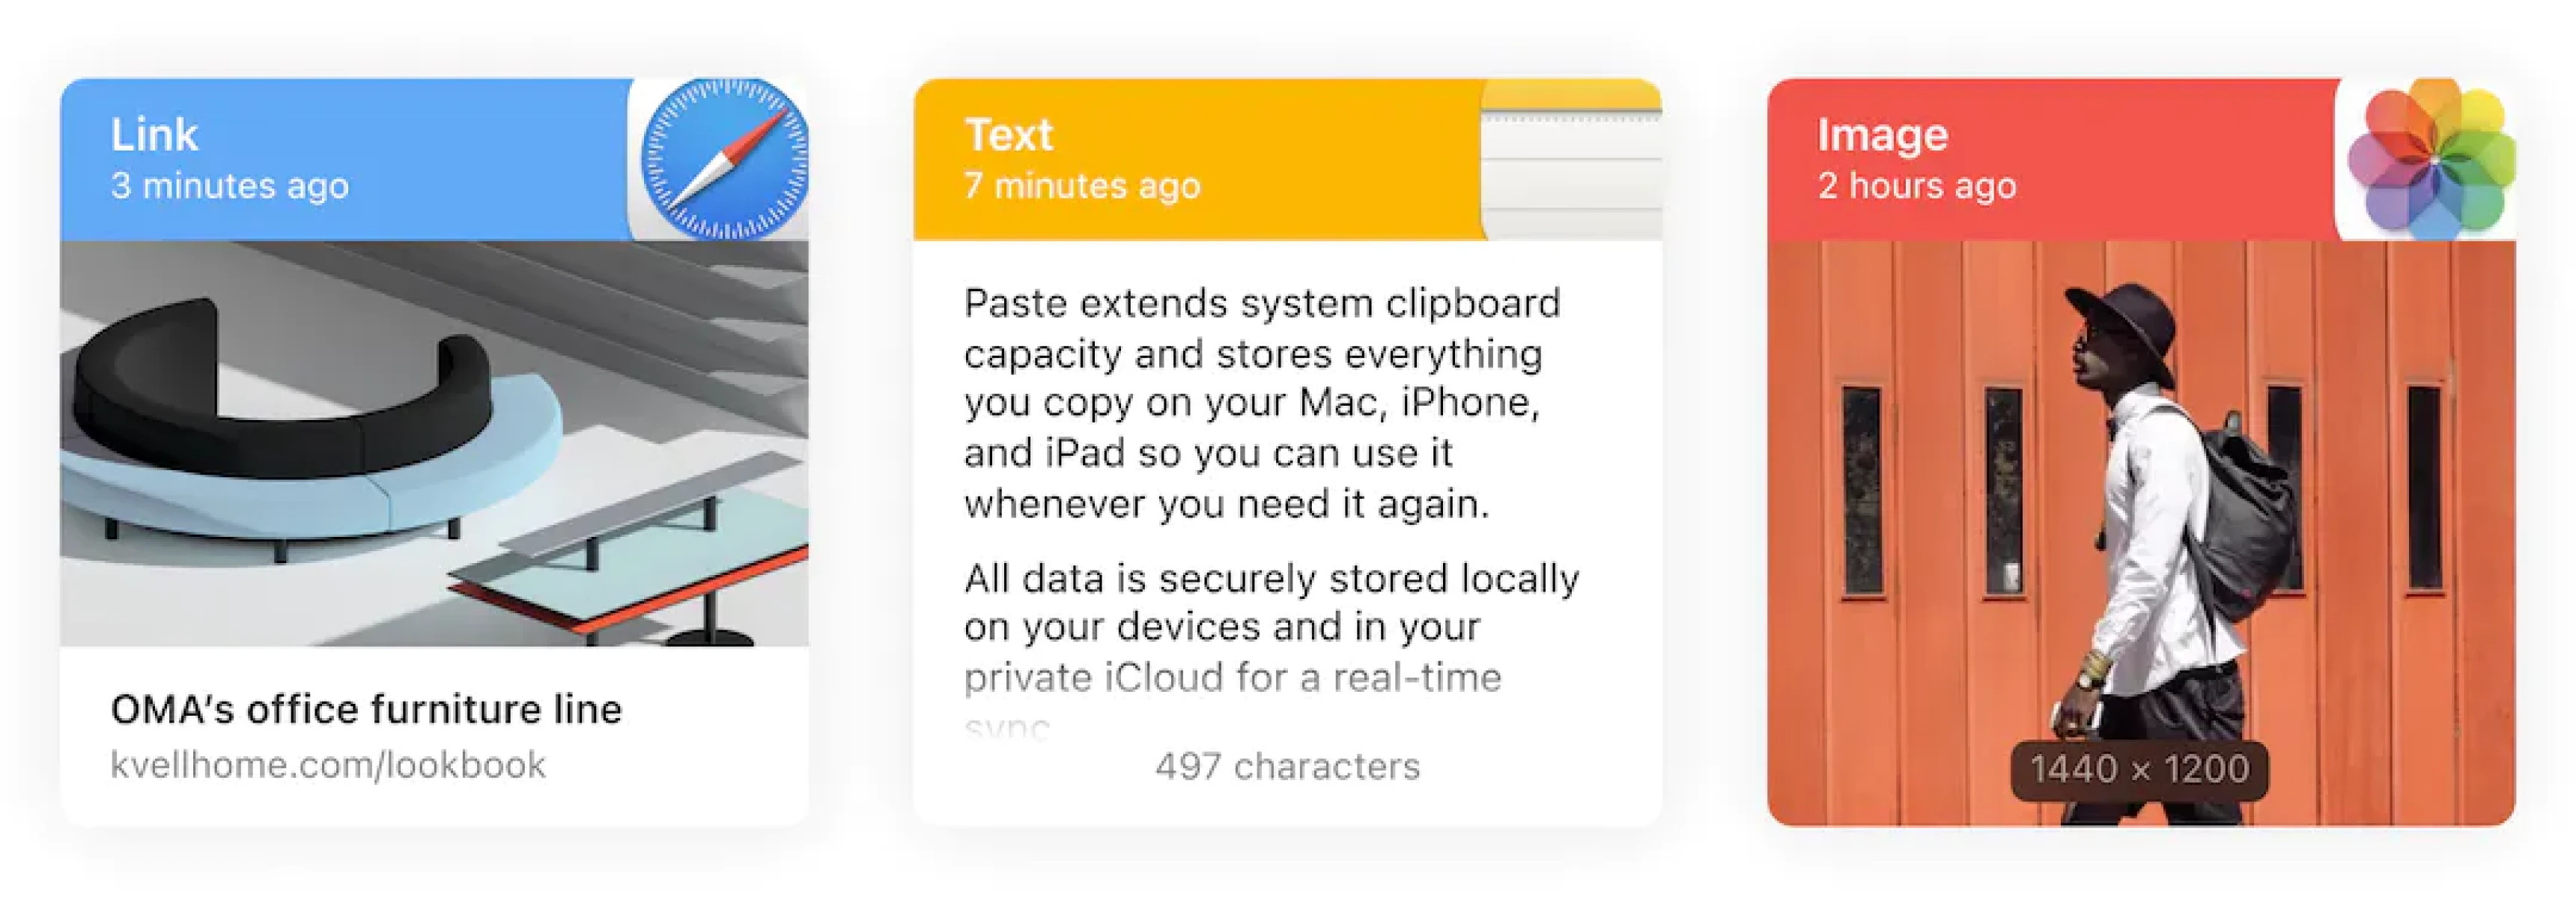 Link
3 minutes ago
OMA’s office furniture line
kvellhome.com/lookbook
Text
7 minutes ago
Paste extends system clipboard
capacity and stores everything
you copy on your Mac, iPhone,
and iPad so you can use it
whenever you need it again.
All data is securely stored locally
on your devices and in your
private iCloud for a real-time
sync
497 characters
Image
2 hours ago
1440 × 1200